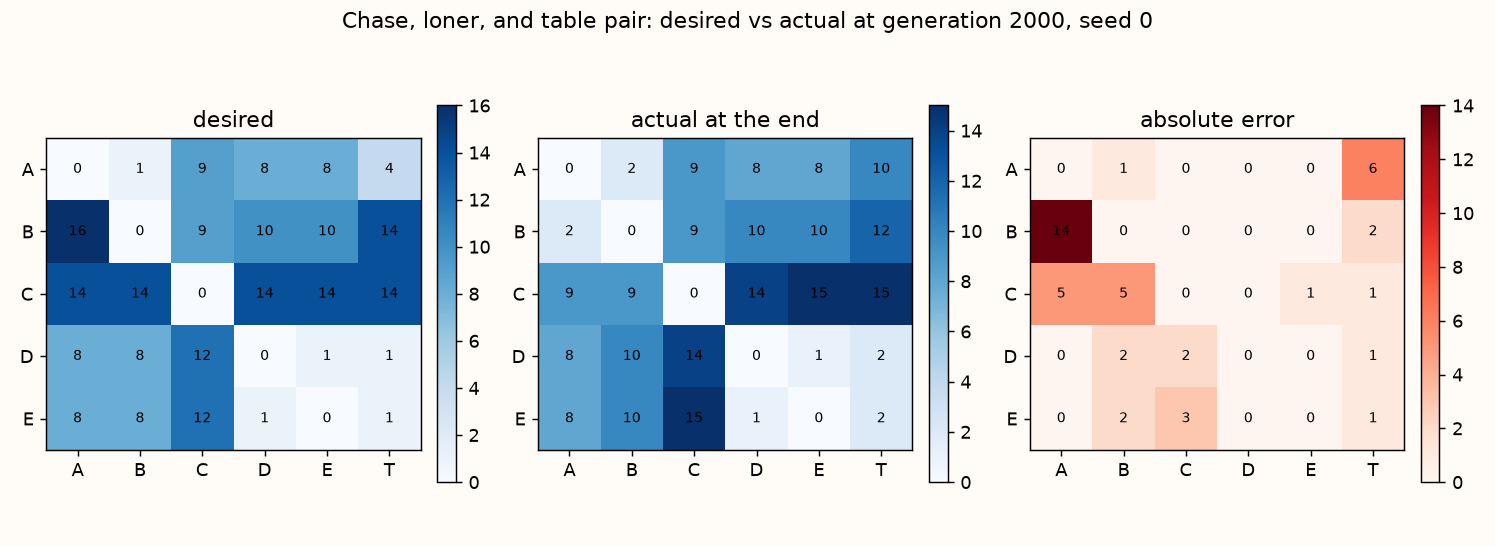 Chase, loner, and table pair: desired vs actual at generation 2000, seed 0
desired
A 0 1 9 8 8 4
B 16 0 9 10 10 14
C 14 14 0 14 14 14
D 8 8 12 0 1 1
E 8 8 12 1 0 1
A B C D E T
16
14
12
10
8
6
4
2
0
actual at the end
A 0 2 9 8 8 10
B 2 0 9 10 10 12
C 9 9 0 14 15 15
D 8 10 14 0 1 2
E 8 10 15 1 0 2
A B C D E T
14
12
10
8
6
4
2
0
absolute error
A 0 1 0 0 0 6
B 14 0 0 0 0 2
C 5 5 0 0 1 1
D 0 2 2 0 0 1
E 0 2 3 0 0 1
A B C D E T
14
12
10
8
6
4
2
0